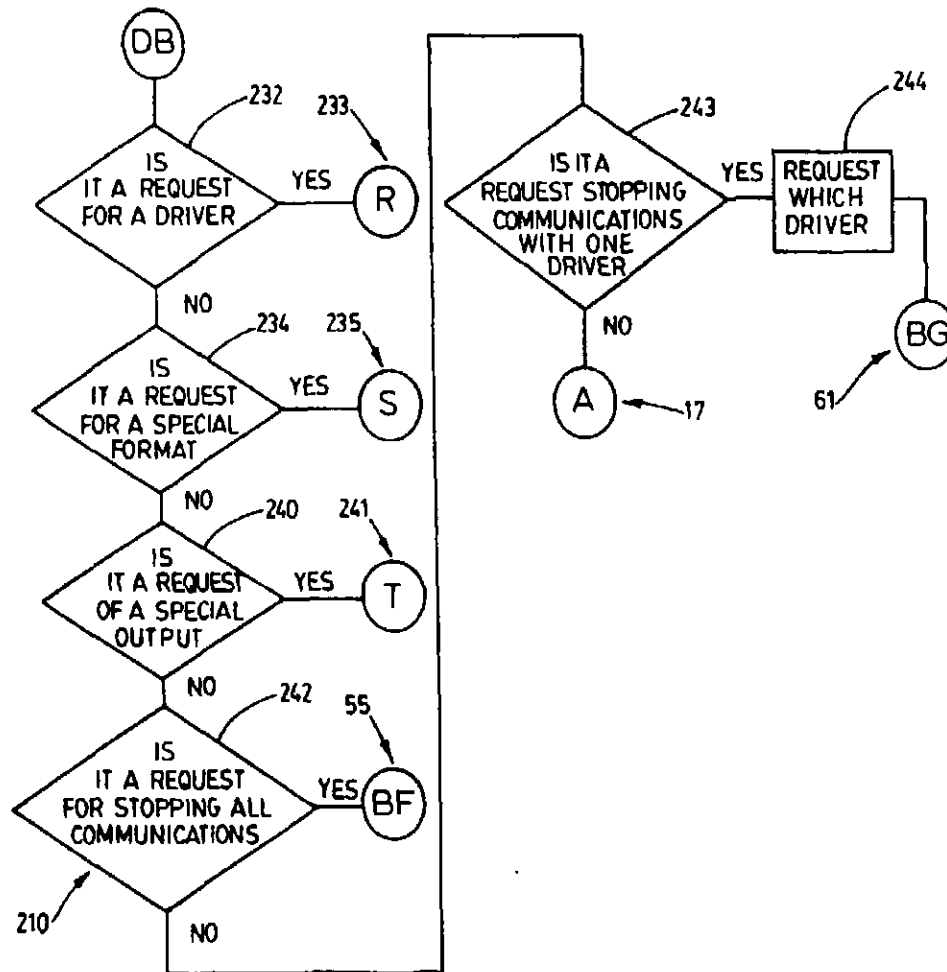 DB
232
IS
IT A REQUEST
FOR A DRIVER
YES
233
R
NO
234
IS
IT A REQUEST
FOR A SPECIAL
FORMAT
YES
235
S
NO
240
IS
IT A REQUEST
OF A SPECIAL
OUTPUT
YES
241
T
NO
242
IS
IT A REQUEST
FOR STOPPING ALL
COMMUNICATIONS
YES
55
BF
210
NO
243
IS IT A
REQUEST STOPPING
COMMUNICATIONS
WITH ONE
DRIVER
YES
244
REQUEST
WHICH
DRIVER
BG
61
NO
A
17